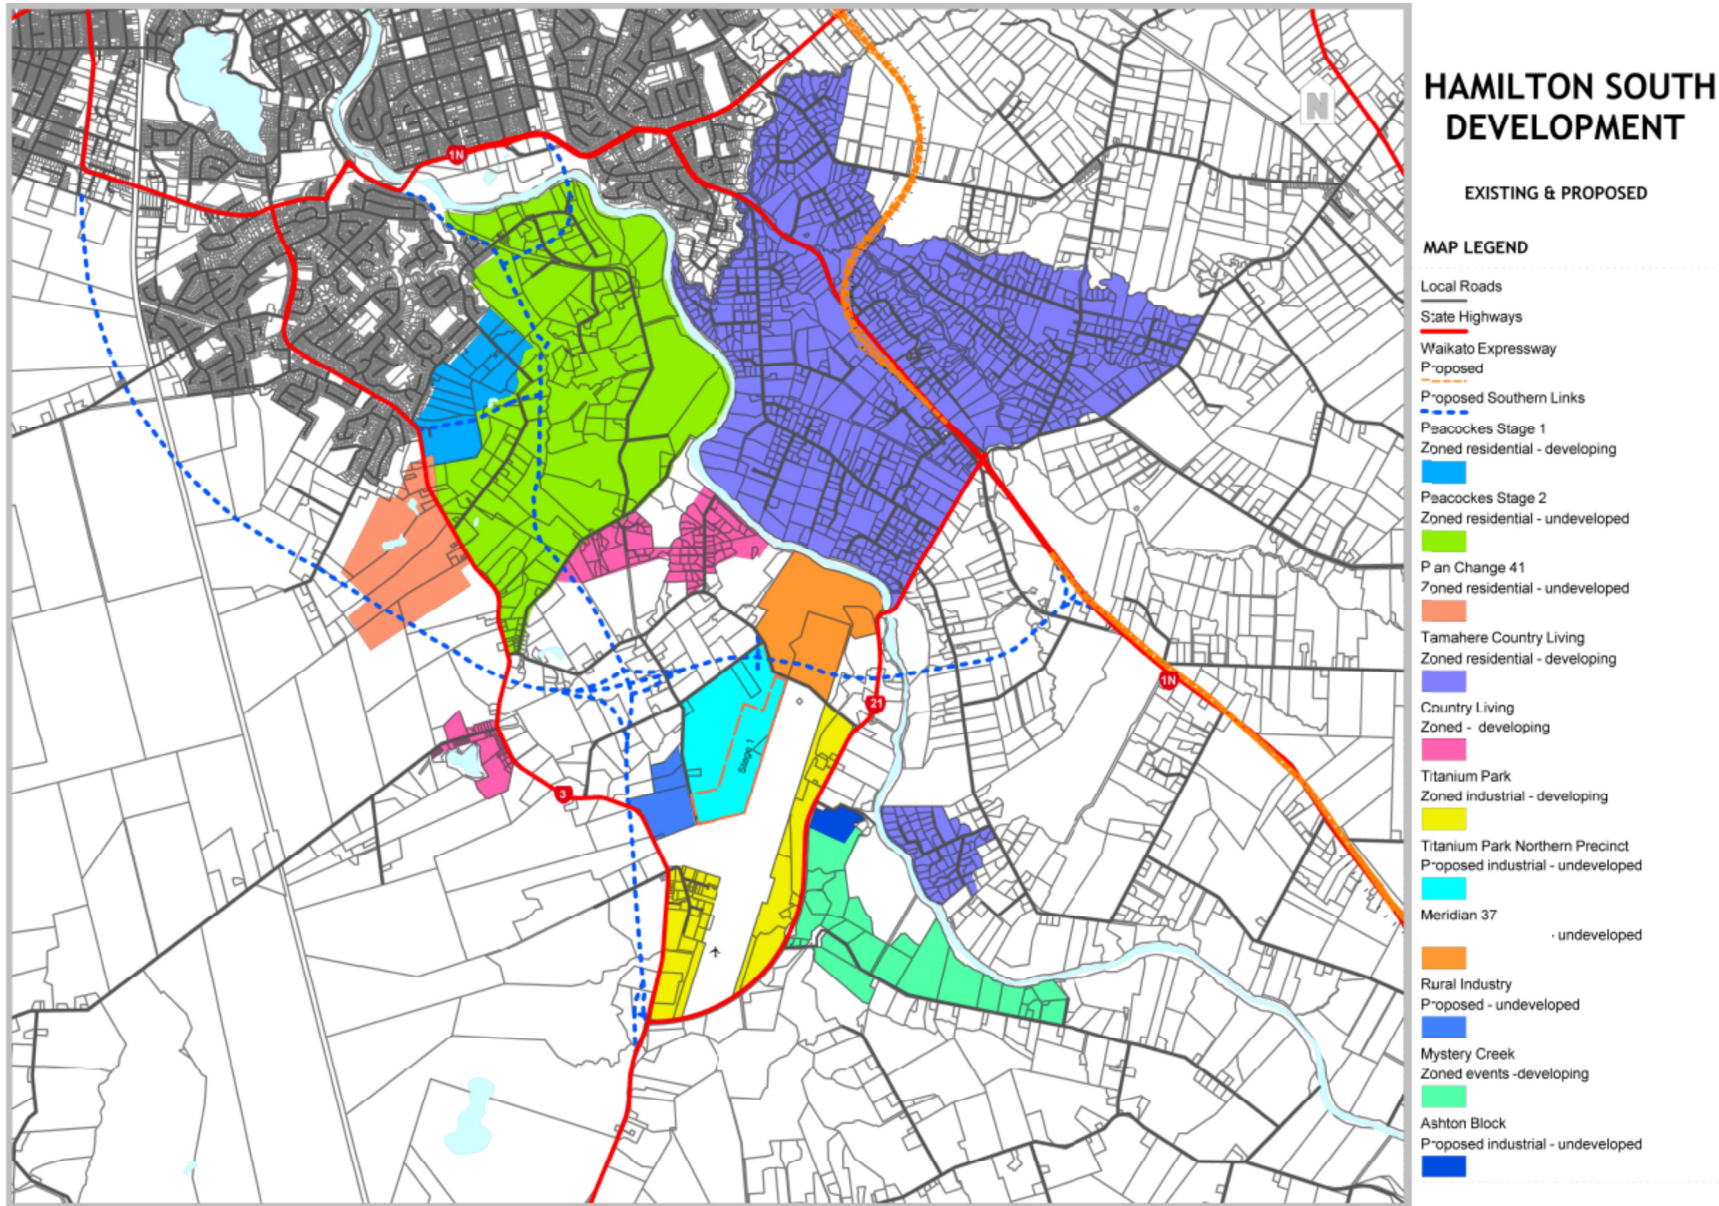 HAMILTON SOUTH
DEVELOPMENT
EXISTING & PROPOSED
MAP LEGEND
Local Roads
State Highways
Waikato Expressway
Proposed
Proposed Southern Links
Peacockes Stage 1
Zoned residential - developing
Peacockes Stage 2
Zoned residential - undeveloped
Plan Change 41
Zoned residential - undeveloped
Tamahere Country Living
Zoned residential - developing
Country Living
Zoned - developing
Titanium Park
Zoned industrial - developing
Titanium Park Northern Precinct
Proposed industrial - undeveloped
Meridian 37
- undeveloped
Rural Industry
Proposed - undeveloped
Mystery Creek
Zoned events -developing
Ashton Block
Proposed industrial - undeveloped
N
1N
1N
21
3
Stage 1